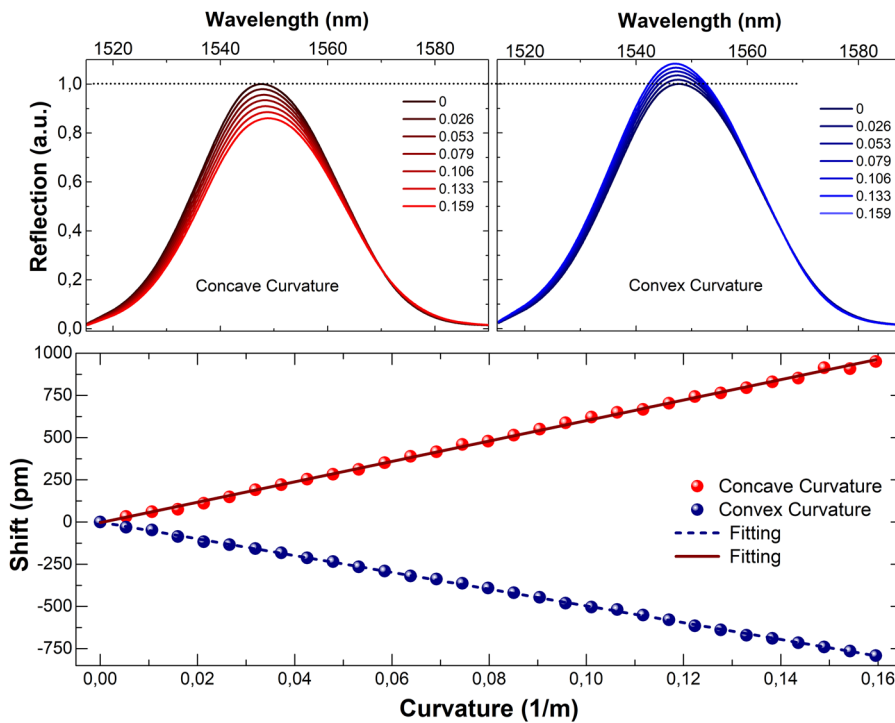 Wavelength (nm)
1520 1540 1560 1580
Wavelength (nm)
1520 1540 1560 1580
Reflection (a.u.)
1,0
0,8
0,6
0,4
0,2
0,0
0
0.026
0.053
0.079
0.106
0.133
0.159
Concave Curvature
0
0.026
0.053
0.079
0.106
0.133
0.159
Convex Curvature
Shift (pm)
1000
750
500
250
0
-250
-500
-750
Concave Curvature
Convex Curvature
Fitting
Fitting
0,00 0,02 0,04 0,06 0,08 0,10 0,12 0,14 0,16
Curvature (1/m)